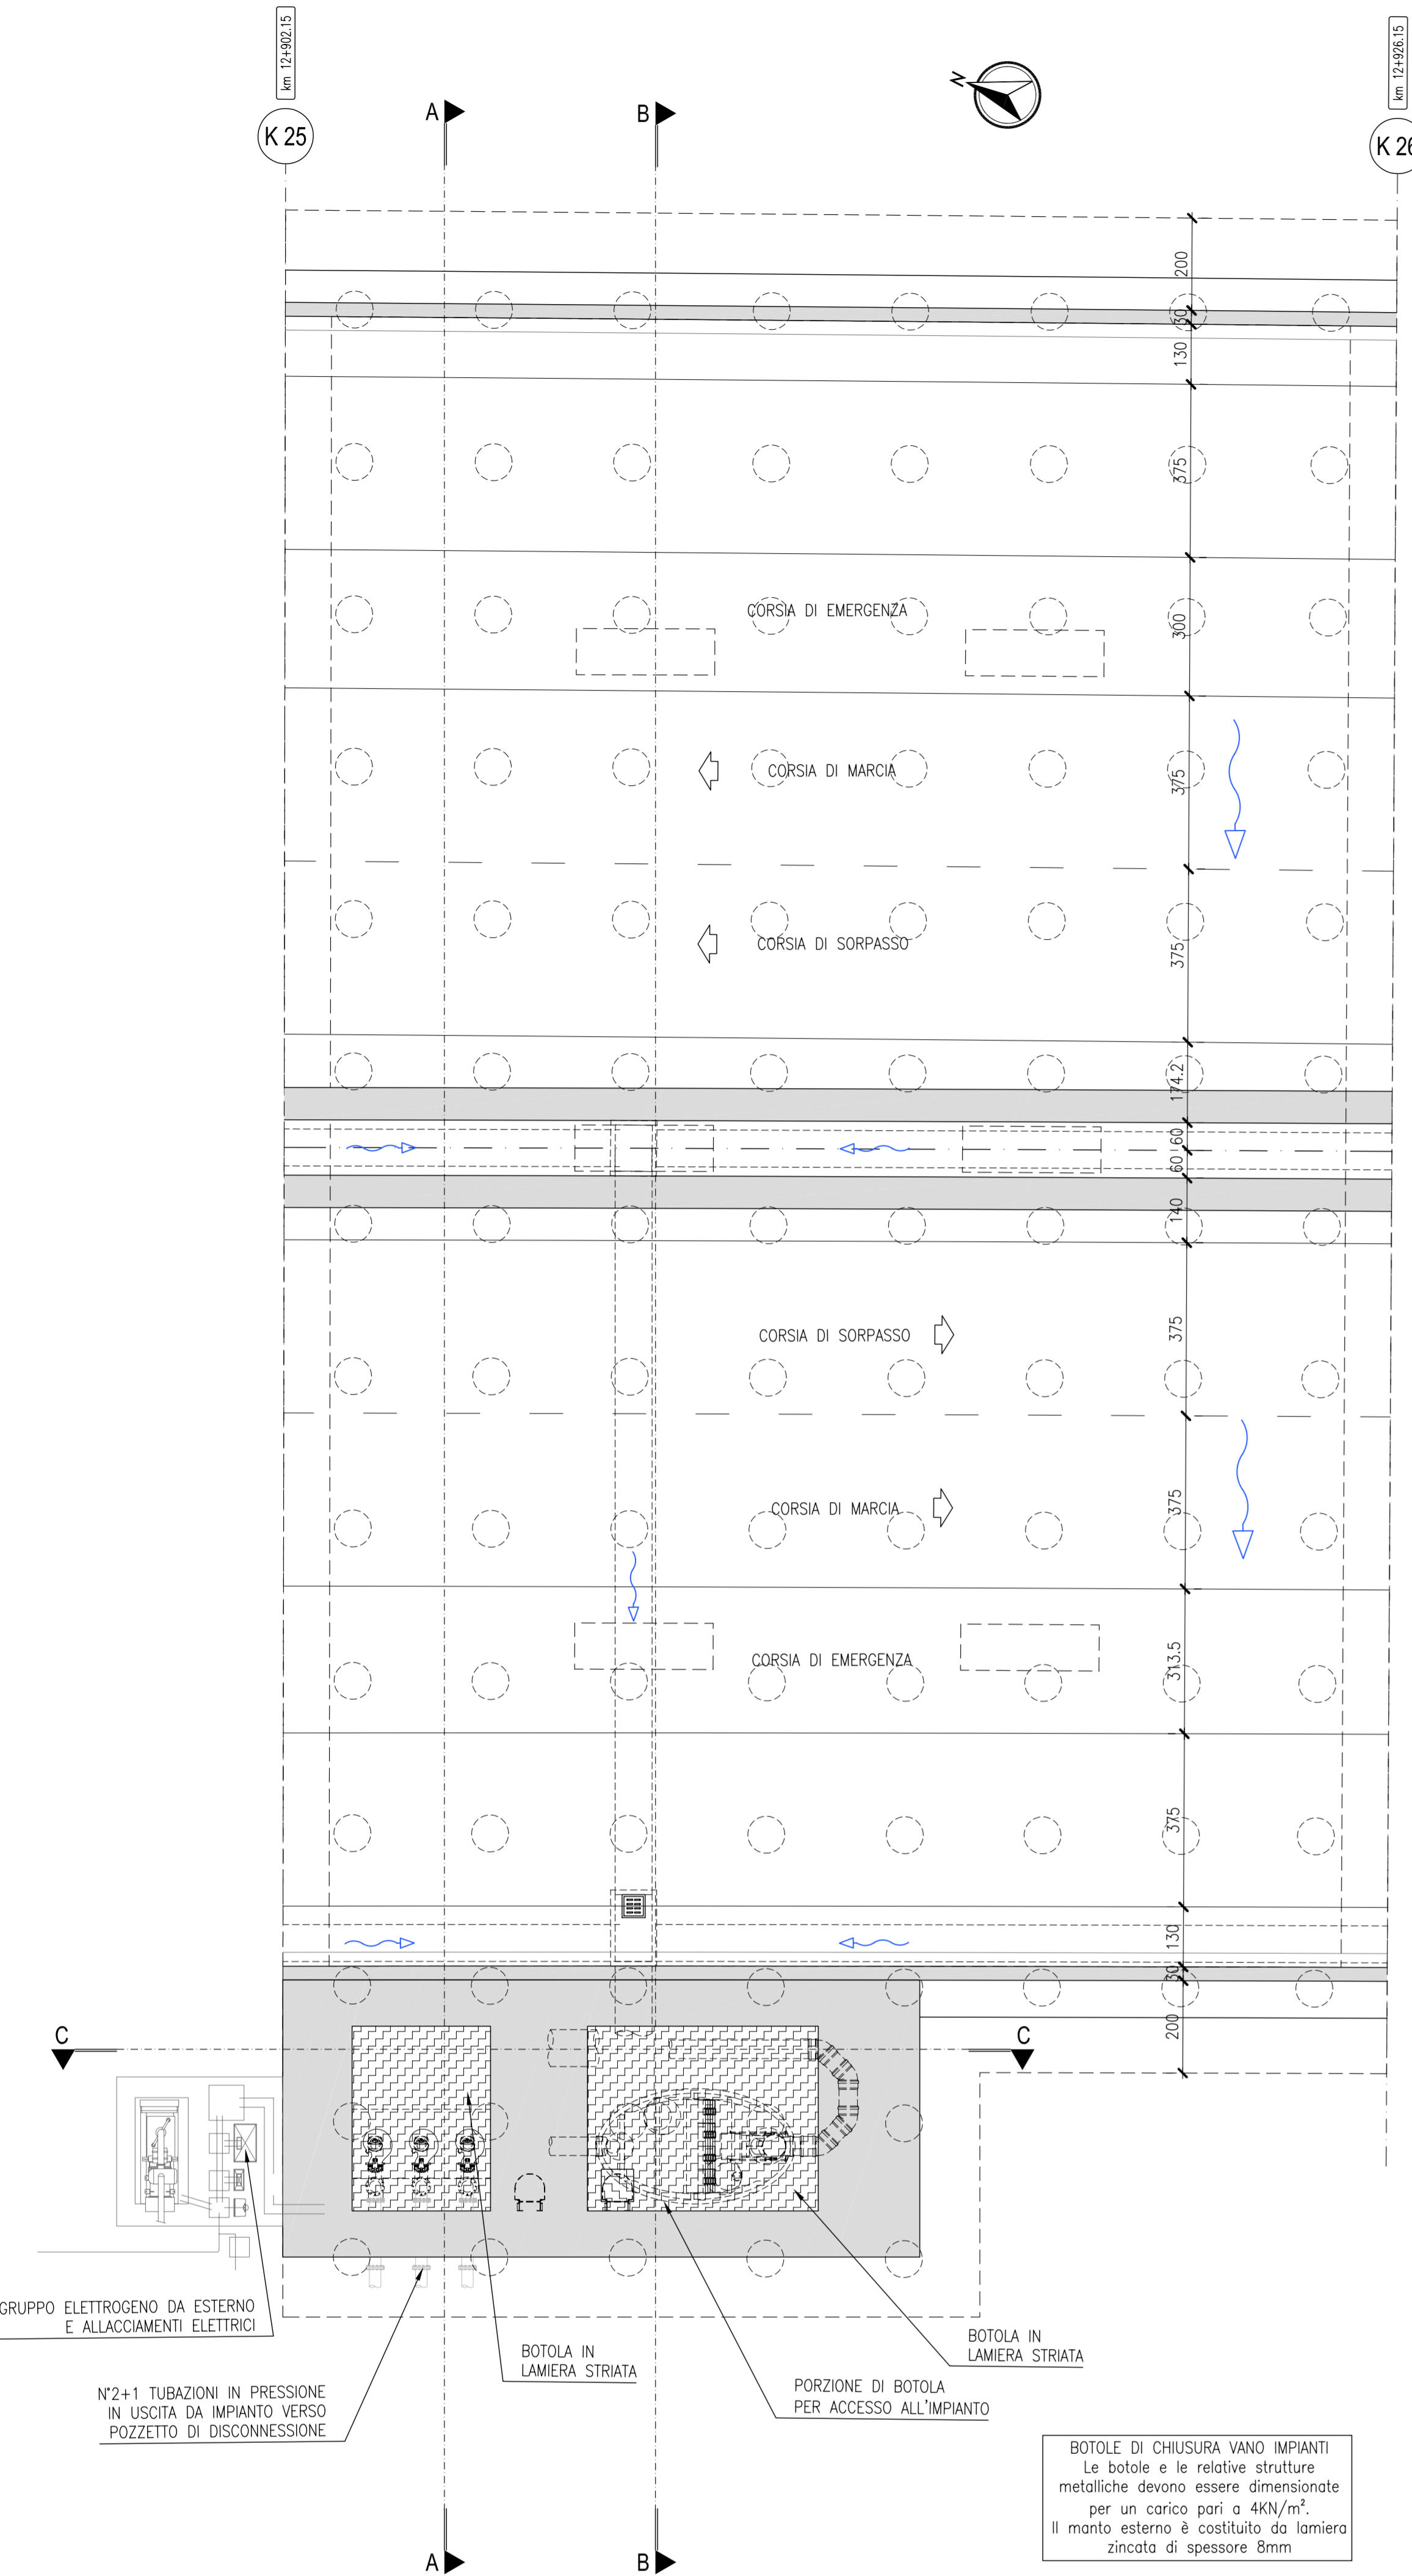 km 12+902.15
km 12+926.15
K 25
K 26
A
B
N
200
30
130
375
CORSIA DI EMERGENZA
300
CORSIA DI MARCIA
375
CORSIA DI SORPASSO
375
174.2
60
60
140
CORSIA DI SORPASSO
375
CORSIA DI MARCIA
375
CORSIA DI EMERGENZA
313.5
375
130
30
200
C
C
GRUPPO ELETTROGENO DA ESTERNO
E ALLACCIAMENTI ELETTRICI
N°2+1 TUBAZIONI IN PRESSIONE
IN USCITA DA IMPIANTO VERSO
POZZETTO DI DISCONNESSIONE
BOTOLA IN
LAMIERA STRIATA
PORZIONE DI BOTOLA
PER ACCESSO ALL'IMPIANTO
BOTOLA IN
LAMIERA STRIATA
BOTOLE DI CHIUSURA VANO IMPIANTI
Le botole e le relative strutture
metalliche devono essere dimensionate
per un carico pari a 4KN/m².
Il manto esterno è costituito da lamiera
zincata di spessore 8mm
A
B